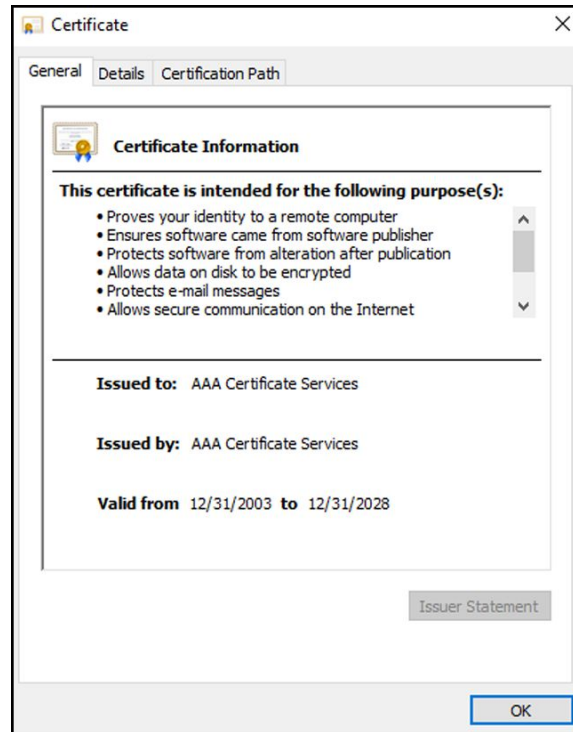 Certificate
General Details Certification Path
Certificate Information
This certificate is intended for the following purpose(s):
• Proves your identity to a remote computer
• Ensures software came from software publisher
• Protects software from alteration after publication
• Allows data on disk to be encrypted
• Protects e-mail messages
• Allows secure communication on the Internet
Issued to: AAA Certificate Services
Issued by: AAA Certificate Services
Valid from 12/31/2003 to 12/31/2028
Issuer Statement
OK